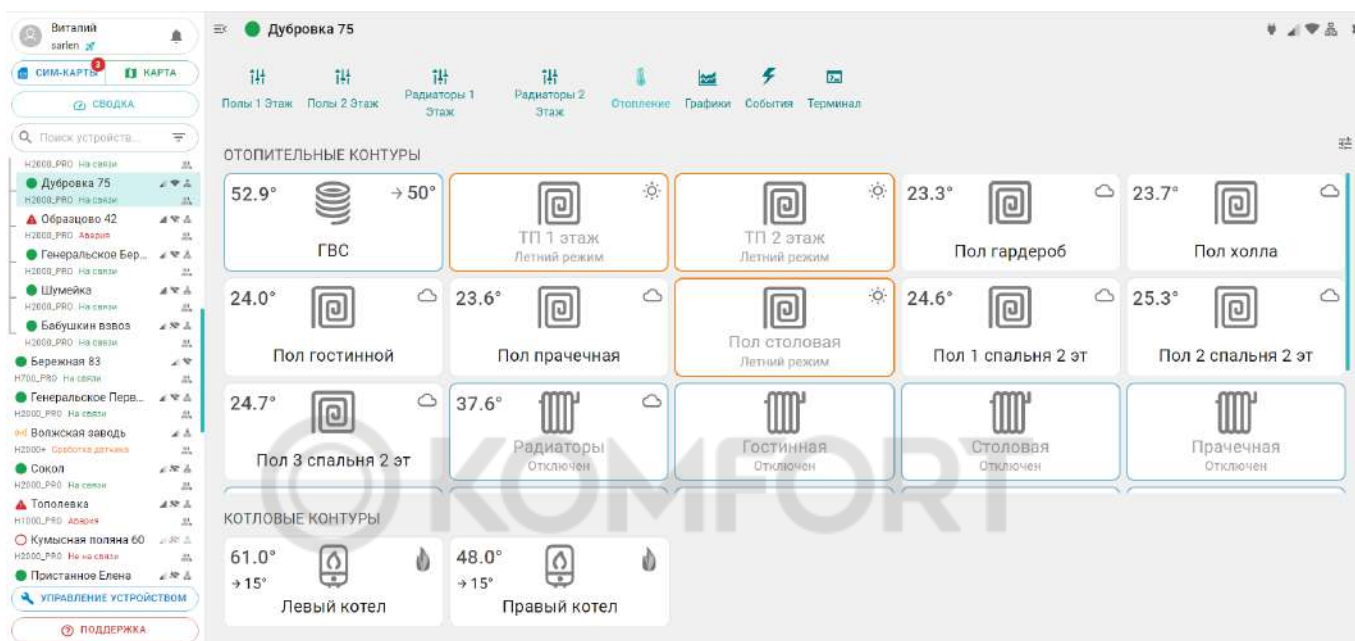 Виталий
sarlen
СИМ-КАРТЫ 3 КАРТА
СВОДКА
Поиск устройств...
H2000_PRO На связи
Дубровка 75
H2000_PRO На связи
Образцово 42
H2000_PRO Авария
Генеральское Бер...
H2000_PRO На связи
Шумейка
H2000_PRO На связи
Бабушкин взвоз
H2000_PRO На связи
Бережная 83
H700_PRO На связи
Генеральское Перв...
H2000_PRO На связи
Волжская заводь
H2000+ Сработка датчика
Сокол
H2000_PRO На связи
Тополевка
H1000_PRO Авария
Кумысная поляна 60
H2000_PRO Не на связи
Пристанное Елена
УПРАВЛЕНИЕ УСТРОЙСТВОМ
ПОДДЕРЖКА
Дубровка 75
Полы 1 Этаж Полы 2 Этаж Радиаторы 1 Этаж Радиаторы 2 Этаж Отопление Графики События Терминал
ОТОПИТЕЛЬНЫЕ КОНТУРЫ
52.9° → 50° 23.3° 23.7°
ГВС ТП 1 этаж ТП 2 этаж Пол гардероб Пол холла
Летний режим Летний режим
24.0° 23.6° 24.6° 25.3°
Пол гостинной Пол прачечная Пол столовая Пол 1 спальня 2 эт Пол 2 спальня 2 эт
Летний режим
24.7° 37.6°
Пол 3 спальня 2 эт Радиаторы Гостинная Столовая Прачечная
Отключен Отключен Отключен Отключен
KOMFORT
КОТЛОВЫЕ КОНТУРЫ
61.0° 48.0°
→ 15° → 15°
Левый котел Правый котел